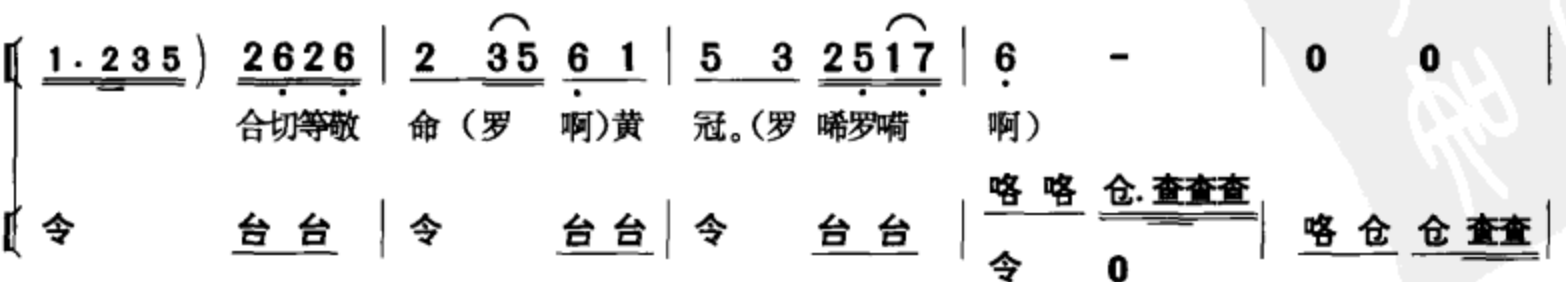 1. 235) 2626 | 2 35 6 1 | 5 3 2517 | 6 - | 0 0 |
合切等敬 命(罗 啊)黄 冠。(罗 唏罗嗬 啊)
咯 咯 仓. 查查查
令 台 台 | 令 台 台 | 令 台 台 | 咯 仓 仓 查查 |
令 0